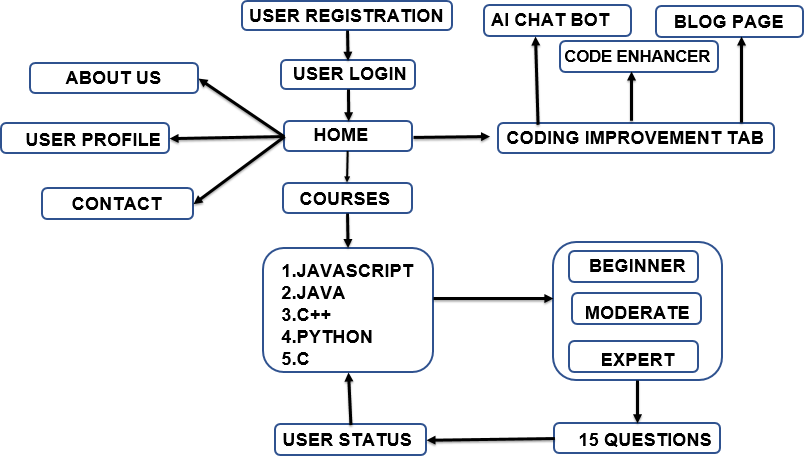 USER REGISTRATION
AI CHAT BOT
BLOG PAGE
CODE ENHANCER
USER LOGIN
ABOUT US
HOME
USER PROFILE
CODING IMPROVEMENT TAB
COURSES
CONTACT
1.JAVASCRIPT
2.JAVA
3.C++
4.PYTHON
5.C
BEGINNER
MODERATE
EXPERT
USER STATUS
15 QUESTIONS